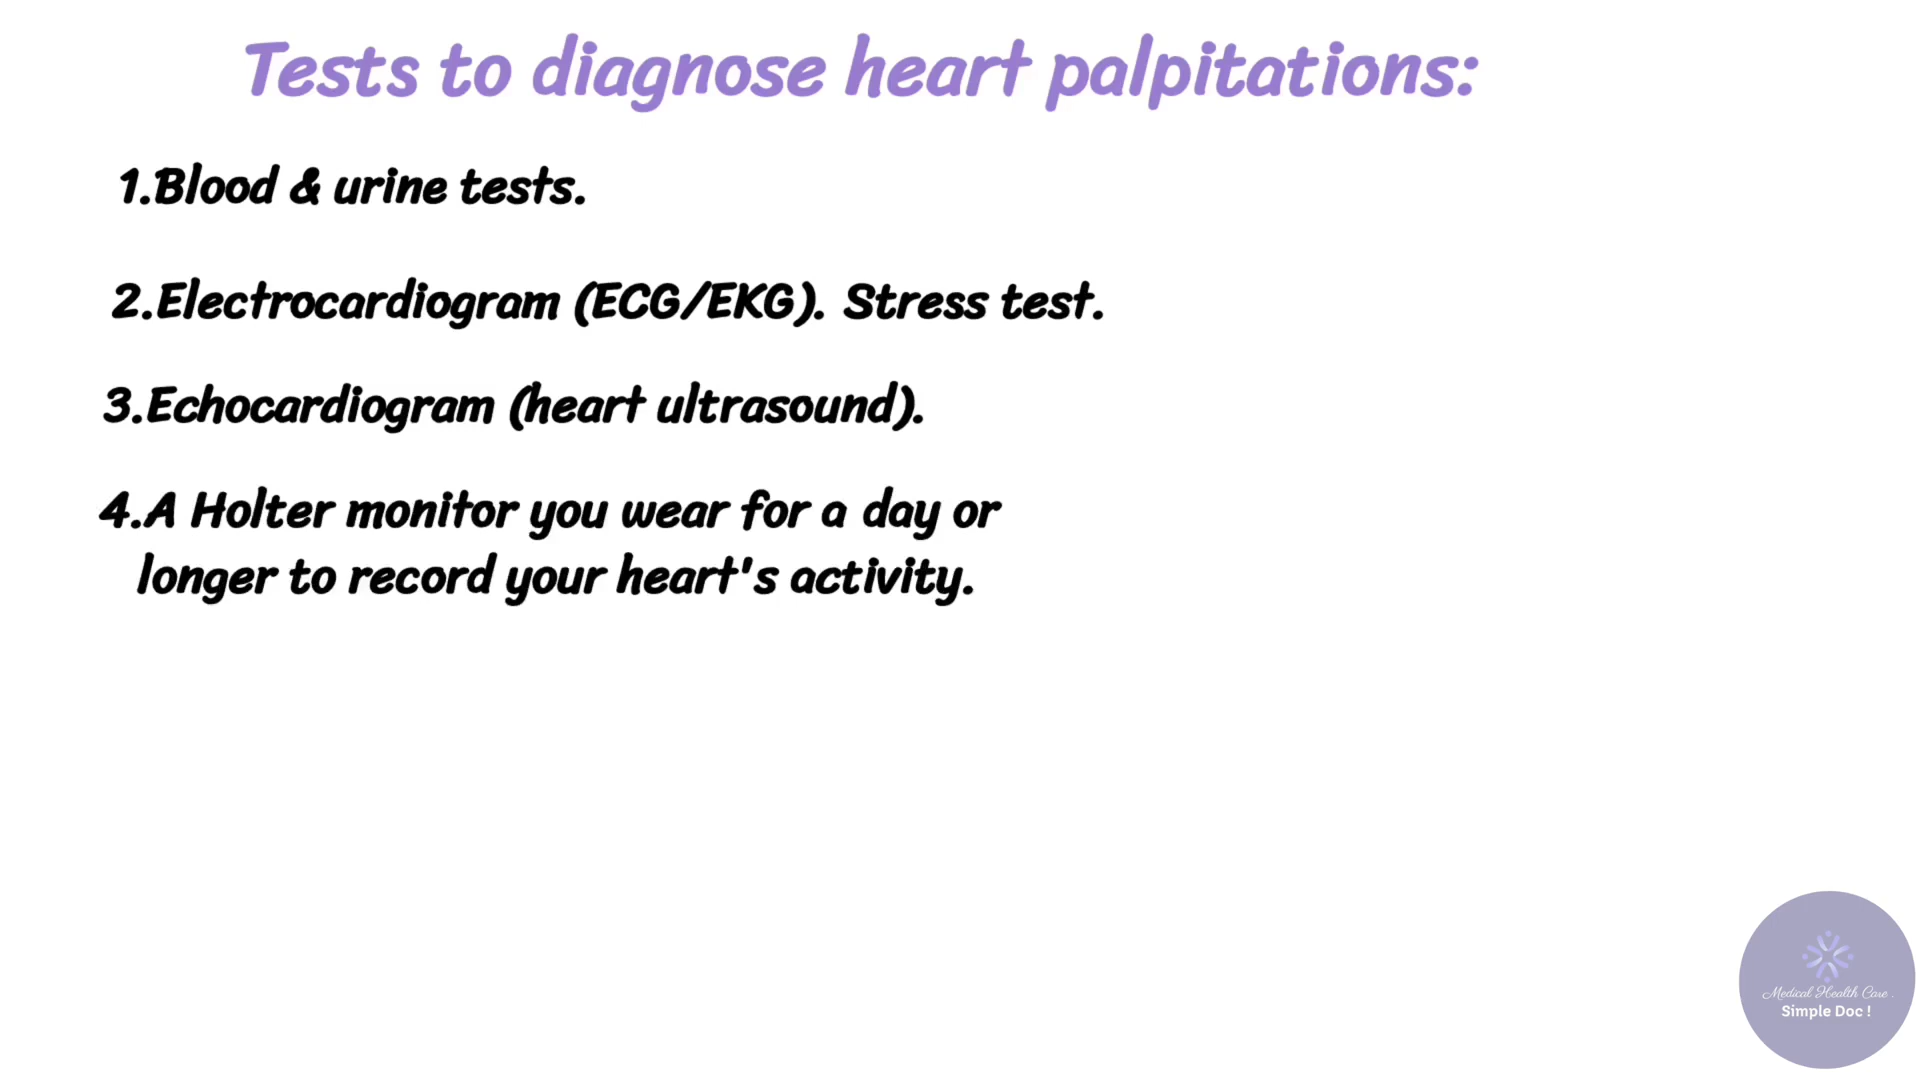 Tests to diagnose heart palpitations:
1.Blood & urine tests.
2.Electrocardiogram (ECG/EKG). Stress test.
3.Echocardiogram (heart ultrasound).
4.A Holter monitor you wear for a day or
longer to record your heart's activity.
Medical Health Care .
Simple Doc !